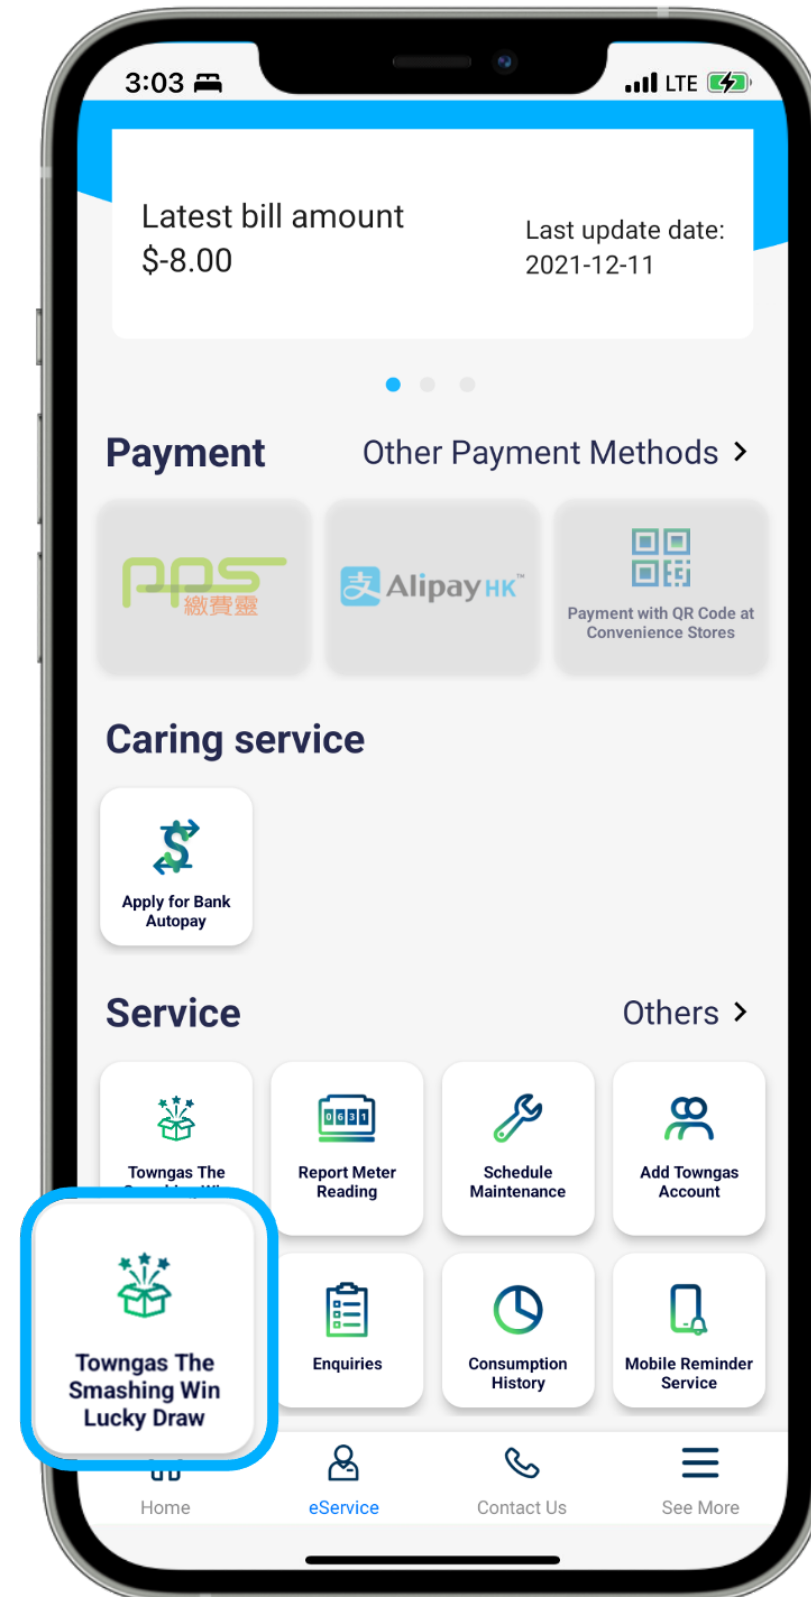 3:03
LTE
Latest bill amount
$-8.00
Last update date:
2021-12-11
Payment
Other Payment Methods
pps
繳費靈
支 Alipay HK™
Payment with QR Code at
Convenience Stores
Caring service
Apply for Bank
Autopay
Service
Others
Towngas The
0631
Report Meter
Reading
Schedule
Maintenance
Add Towngas
Account
Towngas The
Smashing Win
Lucky Draw
Enquiries
Consumption
History
Mobile Reminder
Service
Home
eService
Contact Us
See More